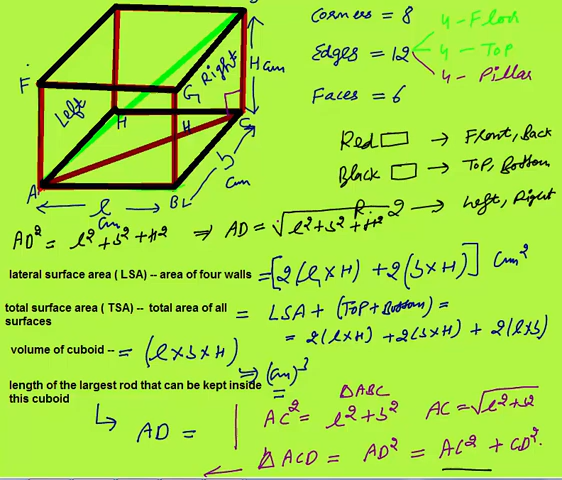 Corners = 8
4 - Floor
Edges = 12
4 - Top
4 - Pillar
Faces = 6
F
G
Left
Right
H cm
H
H
C
A
B
l
cm
b
cm
Red → Front, Back
Black → Top, Bottom
R. 2 → Left, Right
AD² = l² + b² + H² ⇒ AD = √l² + b² + H²
lateral surface area ( LSA) -- area of four walls = [2(l×H) + 2(b×H)] cm²
total surface area ( TSA) -- total area of all
surfaces
= LSA + (Top + Bottom) =
= 2(l×H) + 2(b×H) + 2(l×b)
volume of cuboid -- = (l×b×H)
⇒ (cm)³
=
length of the largest rod that can be kept inside
this cuboid
↳ AD =
△ABC
AC² = l² + b² AC = √l² + b²
← △ ACD = AD² = AC² + CD².